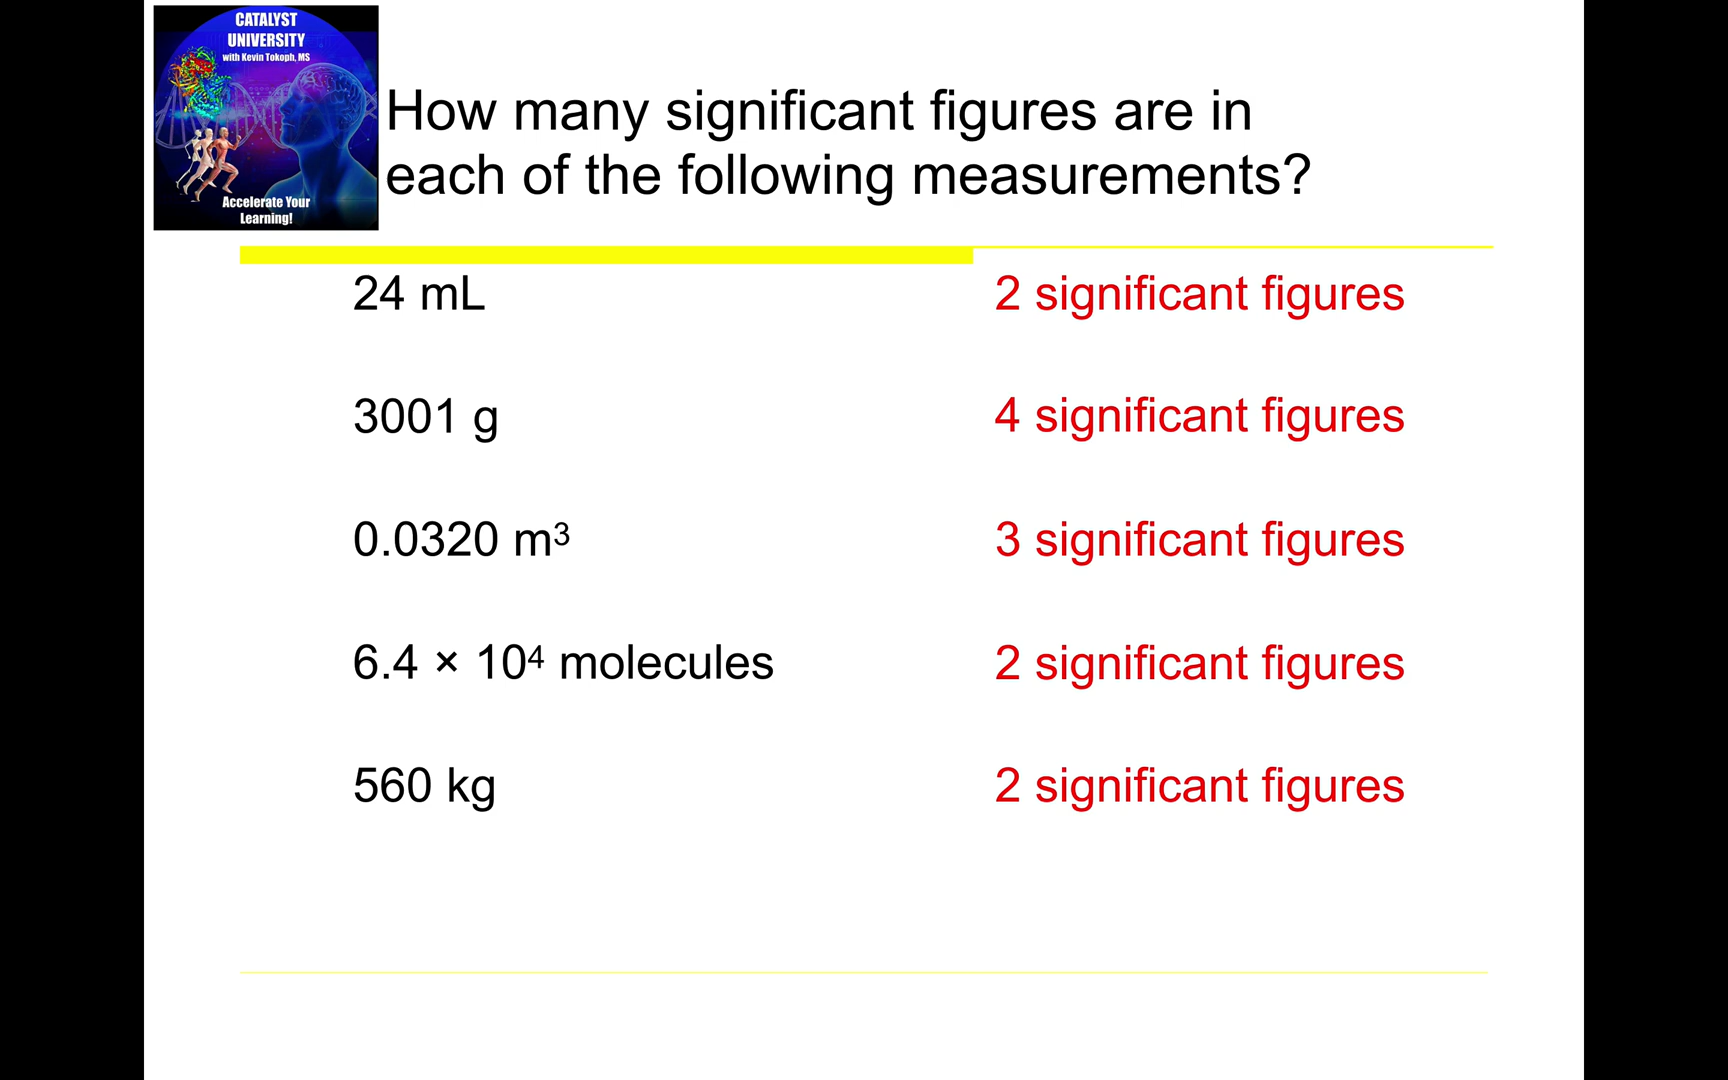 CATALYST
UNIVERSITY
with Kevin Tokoph, MS
Accelerate Your
Learning!
How many significant figures are in
each of the following measurements?
24 mL 2 significant figures
3001 g 4 significant figures
0.0320 m³ 3 significant figures
6.4 × 10⁴ molecules 2 significant figures
560 kg 2 significant figures